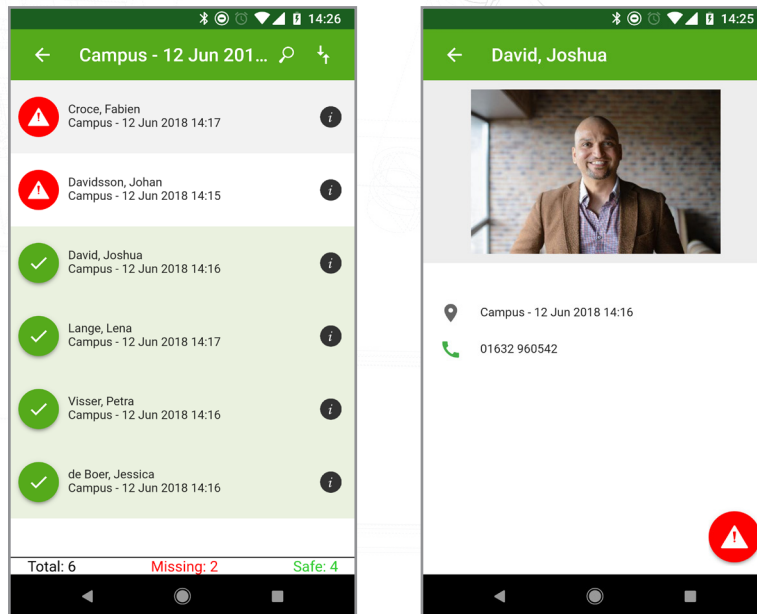 14:26
Campus - 12 Jun 201...
Croce, Fabien
Campus - 12 Jun 2018 14:17
Davidsson, Johan
Campus - 12 Jun 2018 14:15
David, Joshua
Campus - 12 Jun 2018 14:16
Lange, Lena
Campus - 12 Jun 2018 14:17
Visser, Petra
Campus - 12 Jun 2018 14:16
de Boer, Jessica
Campus - 12 Jun 2018 14:16
Total: 6 Missing: 2 Safe: 4
14:25
David, Joshua
Campus - 12 Jun 2018 14:16
01632 960542